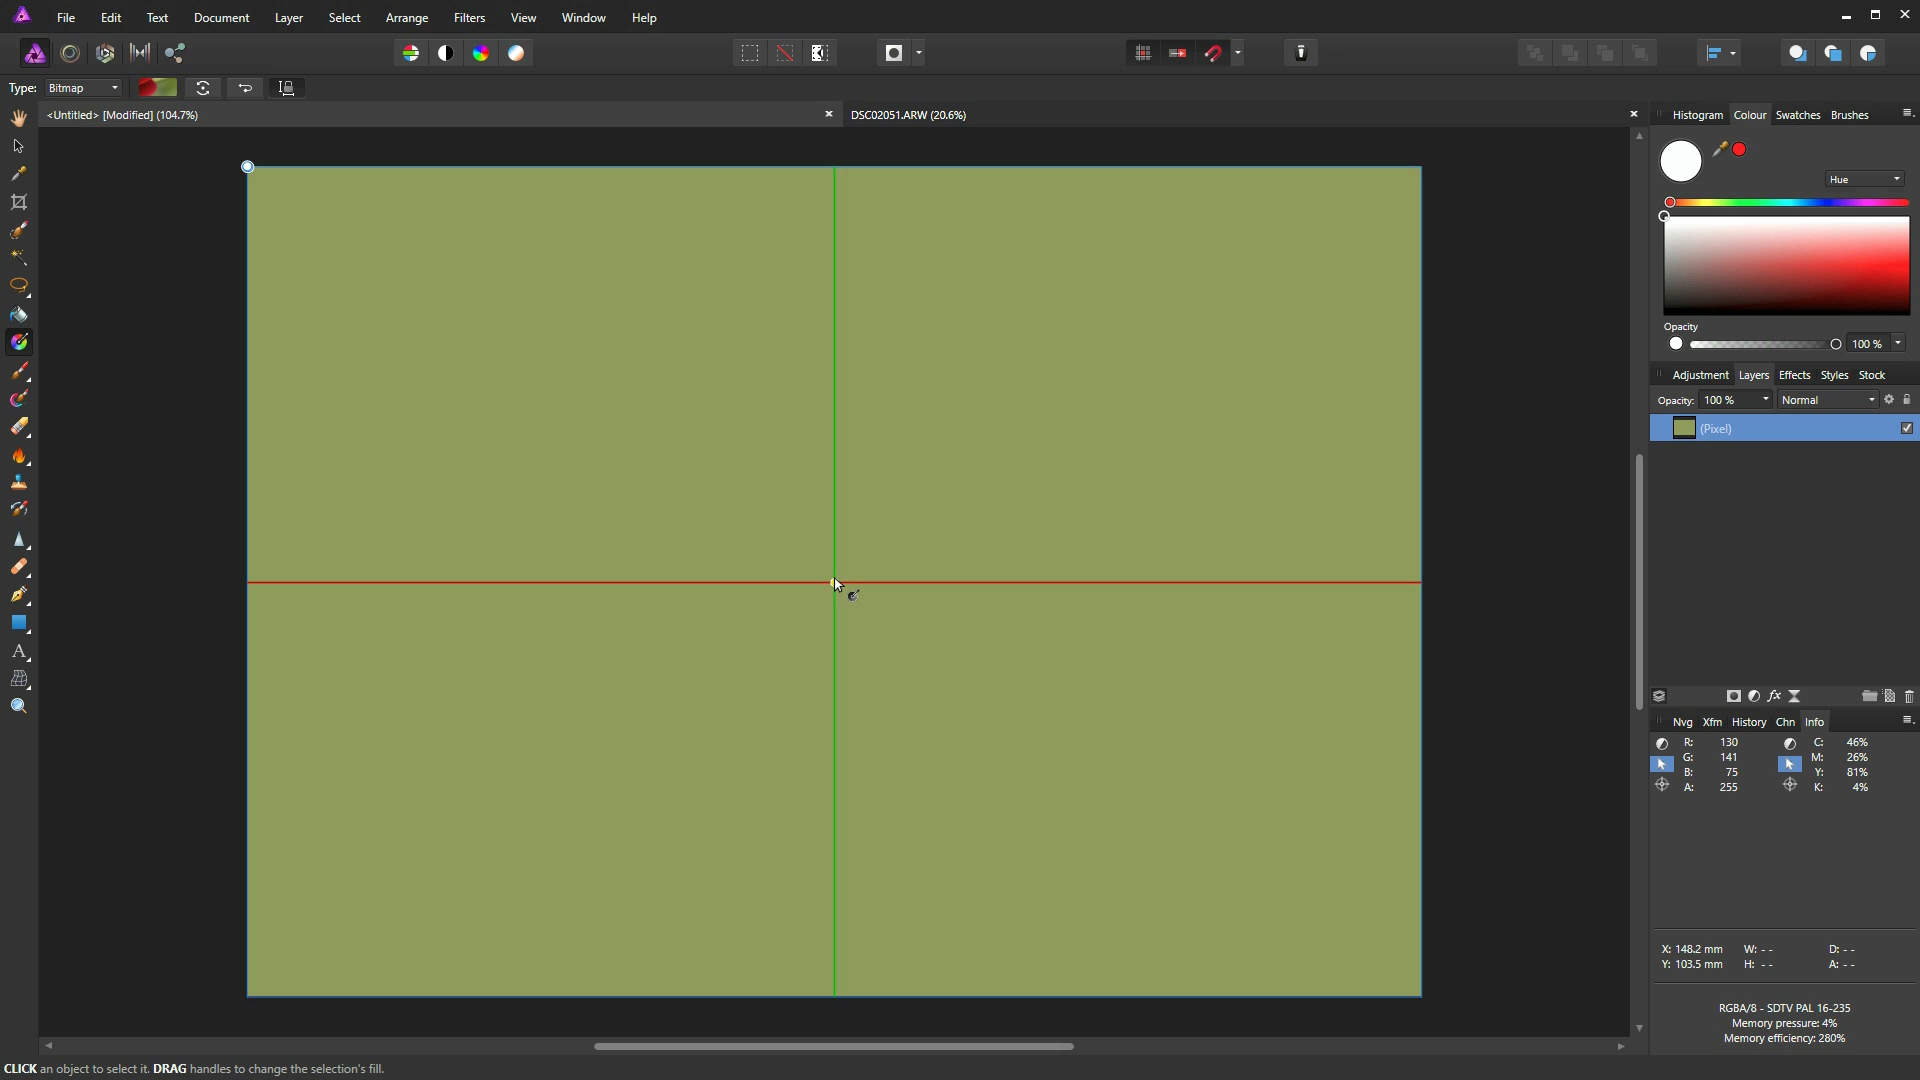 File Edit Text Document Layer Select Arrange Filters View Window Help
Type: Bitmap
<Untitled> [Modified] (104.7%)
DSC02051.ARW (20.6%)
Histogram Colour Swatches Brushes
Hue
Opacity
100 %
Adjustment Layers Effects Styles Stock
Opacity: 100 % Normal
(Pixel)
fx
Nvg Xfm History Chn Info
R: 130 C: 46%
G: 141 M: 26%
B: 75 Y: 81%
A: 255 K: 4%
A
X: 148.2 mm W: - - D: - -
Y: 103.5 mm H: - - A: - -
RGBA/8 - SDTV PAL 16-235
Memory pressure: 4%
Memory efficiency: 280%
CLICK an object to select it. DRAG handles to change the selection's fill.